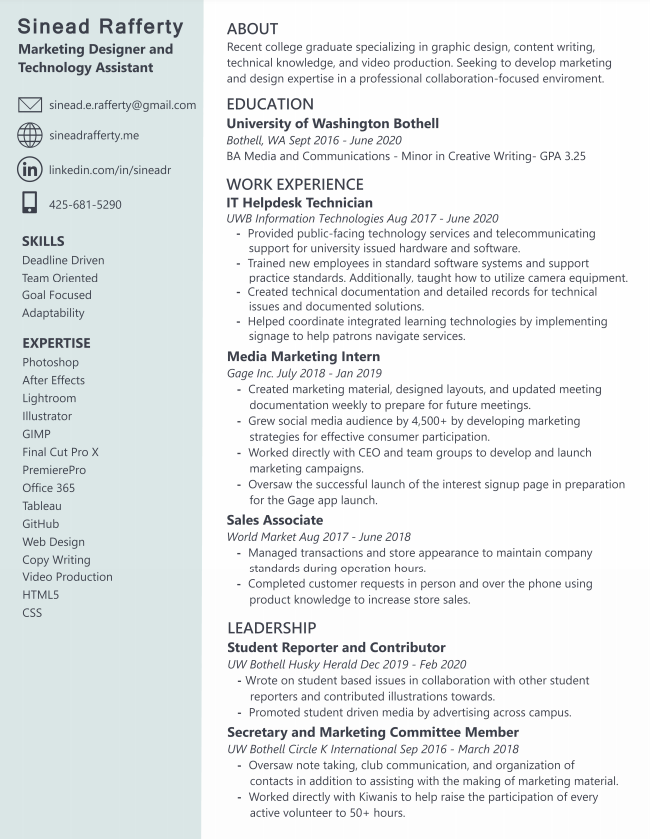 Sinead Rafferty
Marketing Designer and
Technology Assistant
sinead.e.rafferty@gmail.com
sineadrafferty.me
in
linkedin.com/in/sineadr
425-681-5290
SKILLS
Deadline Driven
Team Oriented
Goal Focused
Adaptability
EXPERTISE
Photoshop
After Effects
Lightroom
Illustrator
GIMP
Final Cut Pro X
PremierePro
Office 365
Tableau
GitHub
Web Design
Copy Writing
Video Production
HTML5
CSS
ABOUT
Recent college graduate specializing in graphic design, content writing,
technical knowledge, and video production. Seeking to develop marketing
and design expertise in a professional collaboration-focused enviroment.
EDUCATION
University of Washington Bothell
Bothell, WA Sept 2016 - June 2020
BA Media and Communications - Minor in Creative Writing- GPA 3.25
WORK EXPERIENCE
IT Helpdesk Technician
UWB Information Technologies Aug 2017 - June 2020
- Provided public-facing technology services and telecommunicating
support for university issued hardware and software.
- Trained new employees in standard software systems and support
practice standards. Additionally, taught how to utilize camera equipment.
- Created technical documentation and detailed records for technical
issues and documented solutions.
- Helped coordinate integrated learning technologies by implementing
signage to help patrons navigate services.
Media Marketing Intern
Gage Inc. July 2018 - Jan 2019
- Created marketing material, designed layouts, and updated meeting
documentation weekly to prepare for future meetings.
- Grew social media audience by 4,500+ by developing marketing
strategies for effective consumer participation.
- Worked directly with CEO and team groups to develop and launch
marketing campaigns.
- Oversaw the successful launch of the interest signup page in preparation
for the Gage app launch.
Sales Associate
World Market Aug 2017 - June 2018
- Managed transactions and store appearance to maintain company
standards during operation hours.
- Completed customer requests in person and over the phone using
product knowledge to increase store sales.
LEADERSHIP
Student Reporter and Contributor
UW Bothell Husky Herald Dec 2019 - Feb 2020
- Wrote on student based issues in collaboration with other student
reporters and contributed illustrations towards.
- Promoted student driven media by advertising across campus.
Secretary and Marketing Committee Member
UW Bothell Circle K International Sep 2016 - March 2018
- Oversaw note taking, club communication, and organization of
contacts in addition to assisting with the making of marketing material.
- Worked directly with Kiwanis to help raise the participation of every
active volunteer to 50+ hours.